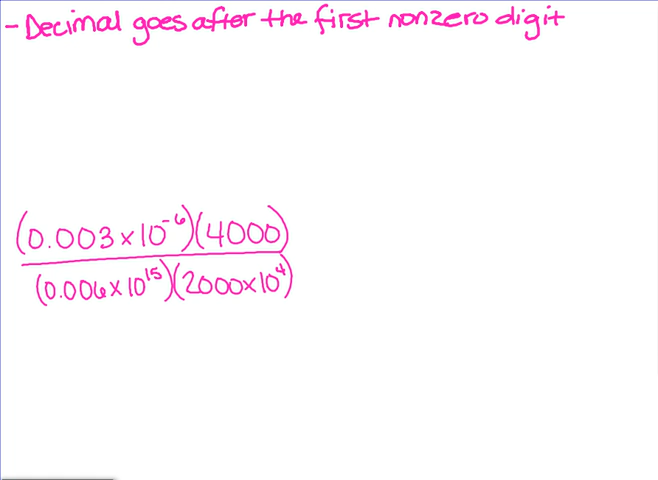 - Decimal goes after the first nonzero digit
(0.003 x 10⁻⁶)(4000)
(0.006 x 10¹⁵)(2000 x 10⁴)